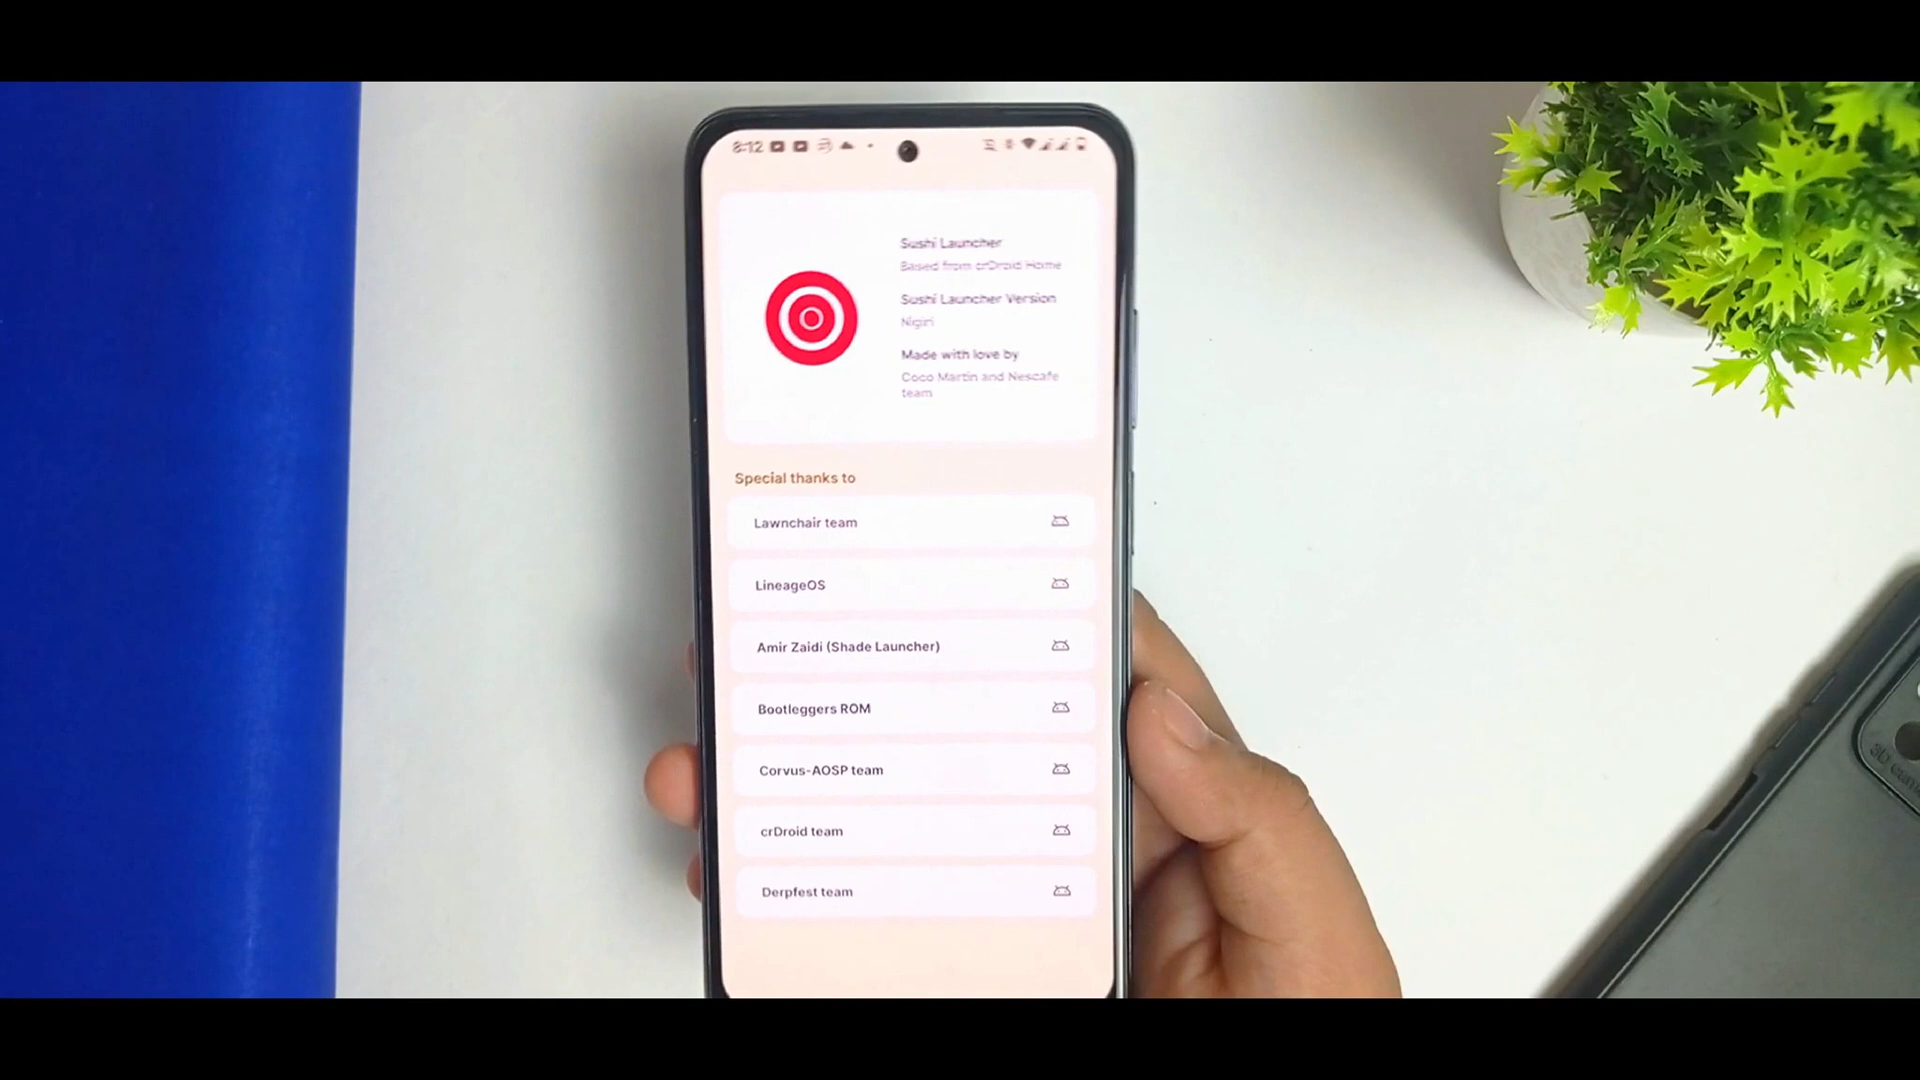 8:12
Sushi Launcher
Based from crDroid Home
Sushi Launcher Version
Nigiri
Made with love by
Coco Martin and Nescafe
team
Special thanks to
Lawnchair team
LineageOS
Amir Zaidi (Shade Launcher)
Bootleggers ROM
Corvus-AOSP team
crDroid team
Derpfest team